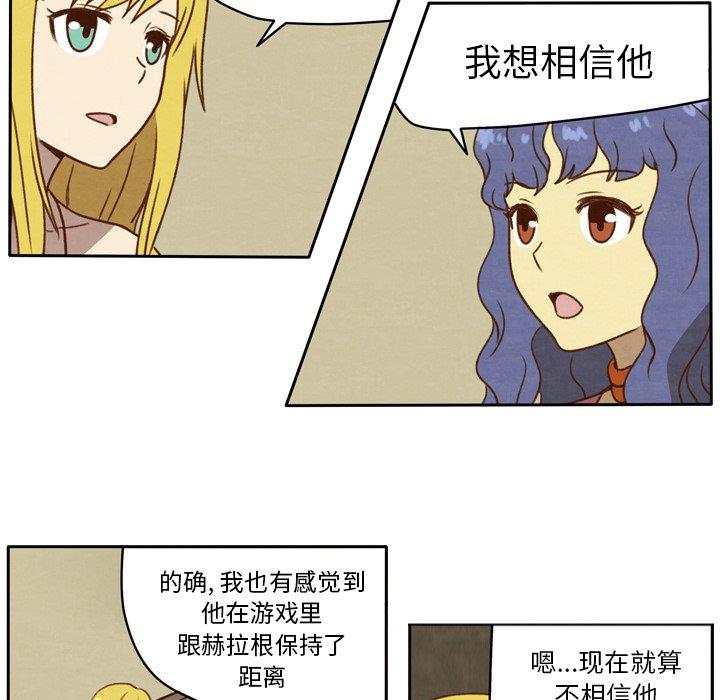 我想相信他
的确, 我也有感觉到
他在游戏里
跟赫拉根保持了
距离
嗯...现在就算
不相信他